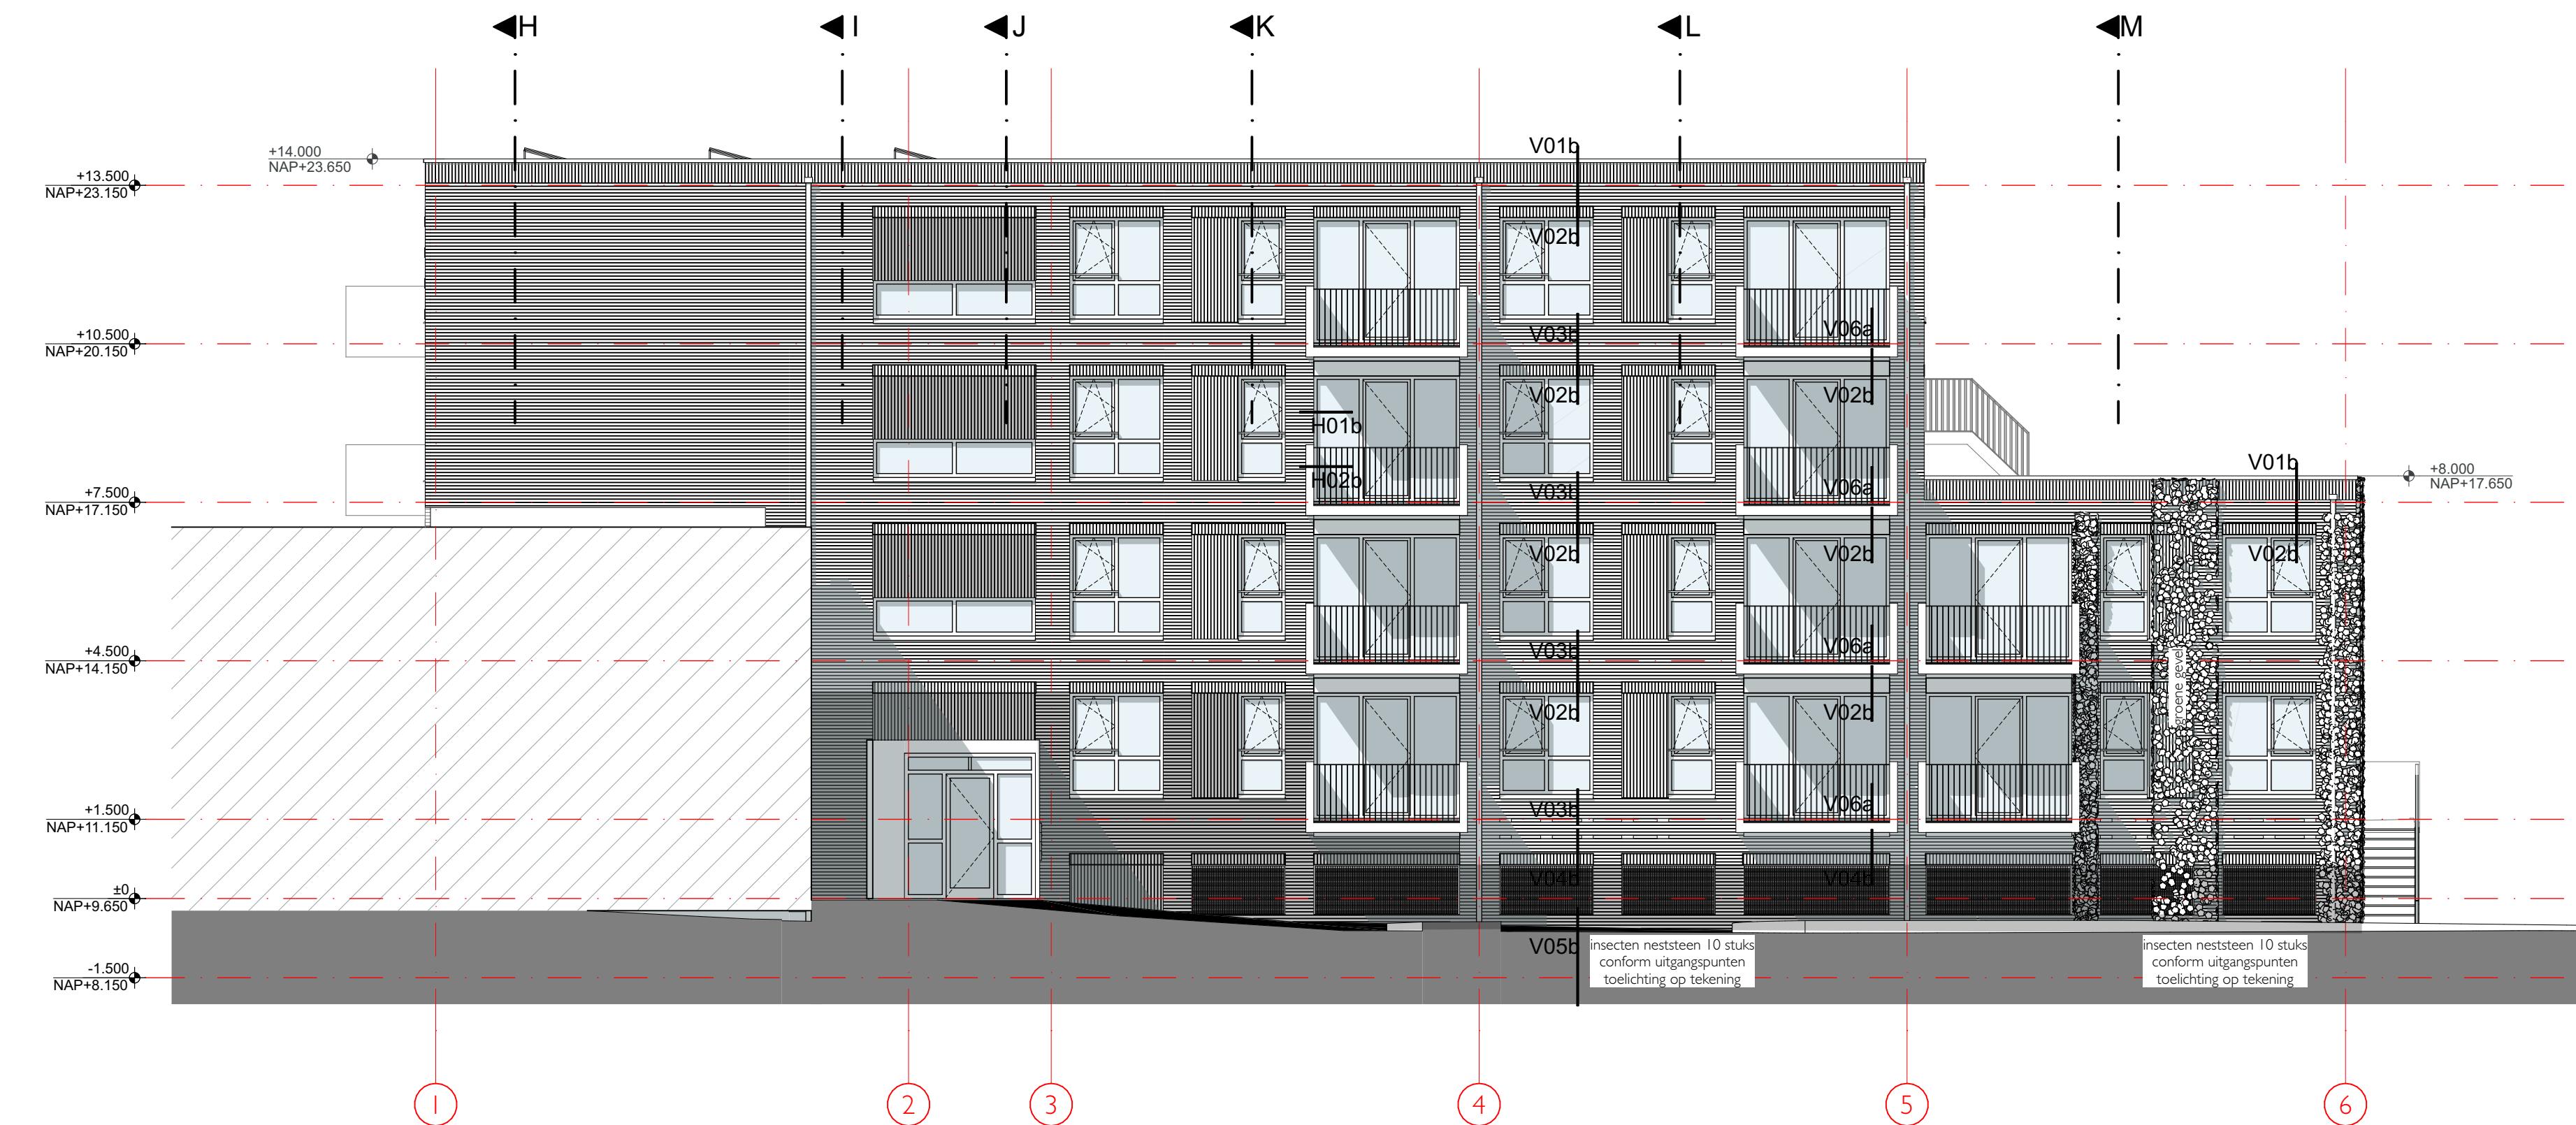 H I J K L M
V01b
+14.000
NAP+23.650
+13.500
NAP+23.150
V02b
V03b V06a
+10.500
NAP+20.150
V02b V02b
H01b
V01b
+8.000
NAP+17.650
H02b
V03b V06a
+7.500
NAP+17.150
V02b V02b V02b
V03b V06a
+4.500
NAP+14.150
groene gevel
V02b V02b
V03b V06a
+1.500
NAP+11.150
V04b V04b
±0
NAP+9.650
V05b
insecten neststeen 10 stuks
conform uitgangspunten
toelichting op tekening
insecten neststeen 10 stuks
conform uitgangspunten
toelichting op tekening
-1.500
NAP+8.150
1 2 3 4 5 6